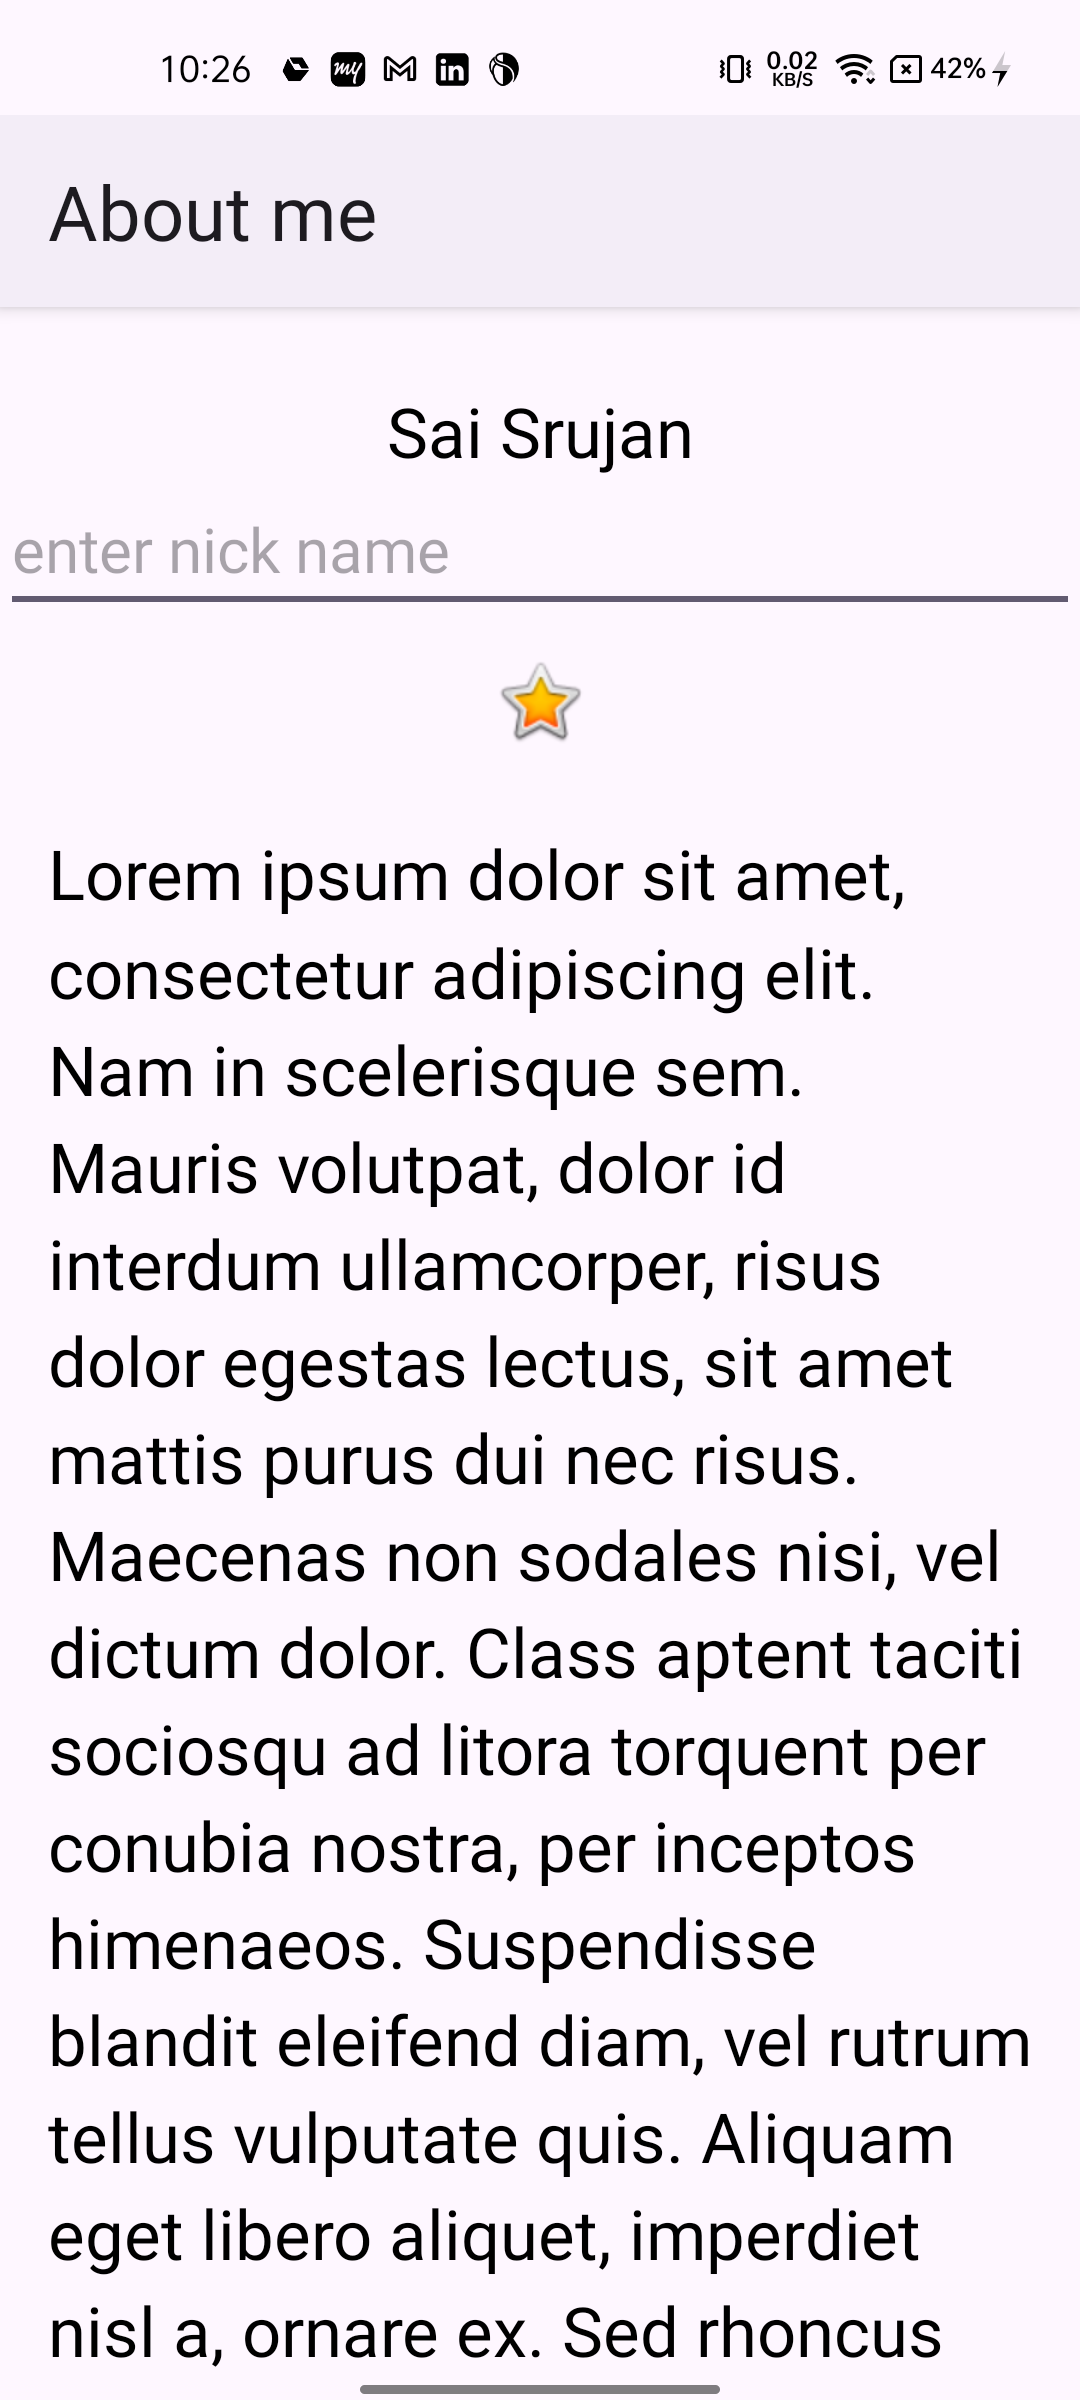 10:26 my M in 0.02 KB/S 42%
About me
Sai Srujan
enter nick name
Lorem ipsum dolor sit amet,
consectetur adipiscing elit.
Nam in scelerisque sem.
Mauris volutpat, dolor id
interdum ullamcorper, risus
dolor egestas lectus, sit amet
mattis purus dui nec risus.
Maecenas non sodales nisi, vel
dictum dolor. Class aptent taciti
sociosqu ad litora torquent per
conubia nostra, per inceptos
himenaeos. Suspendisse
blandit eleifend diam, vel rutrum
tellus vulputate quis. Aliquam
eget libero aliquet, imperdiet
nisl a, ornare ex. Sed rhoncus